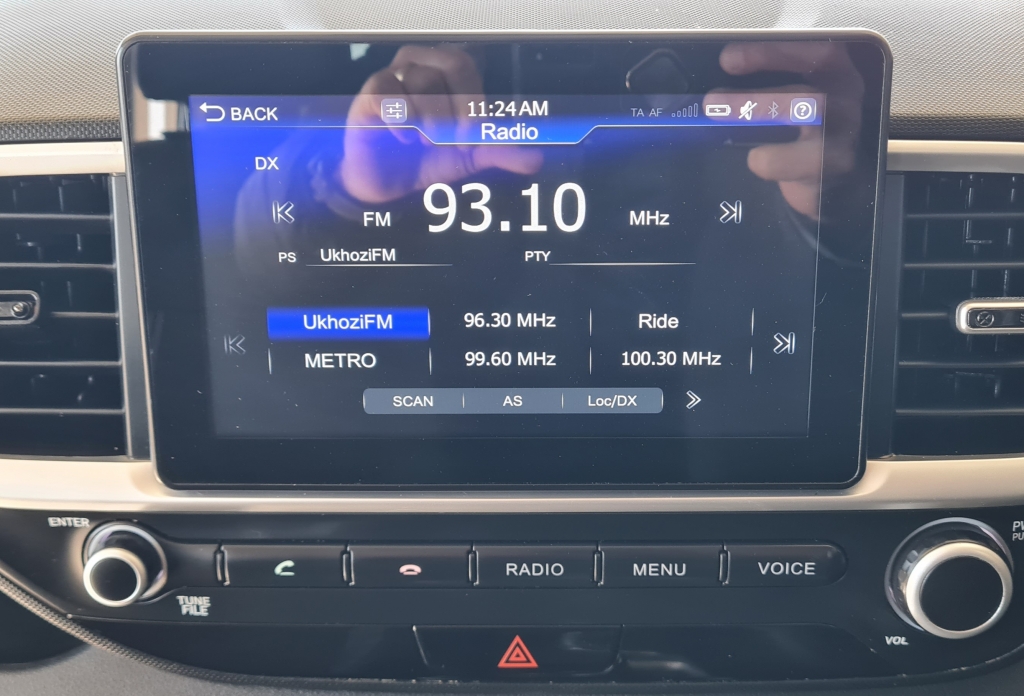 BACK 11:24AM TA AF
Radio
DX
FM 93.10 MHz
PS UkhoziFM PTY
UkhoziFM 96.30 MHz Ride
METRO 99.60 MHz 100.30 MHz
SCAN AS Loc/DX
ENTER
RADIO MENU VOICE
TUNE
FILE
VOL